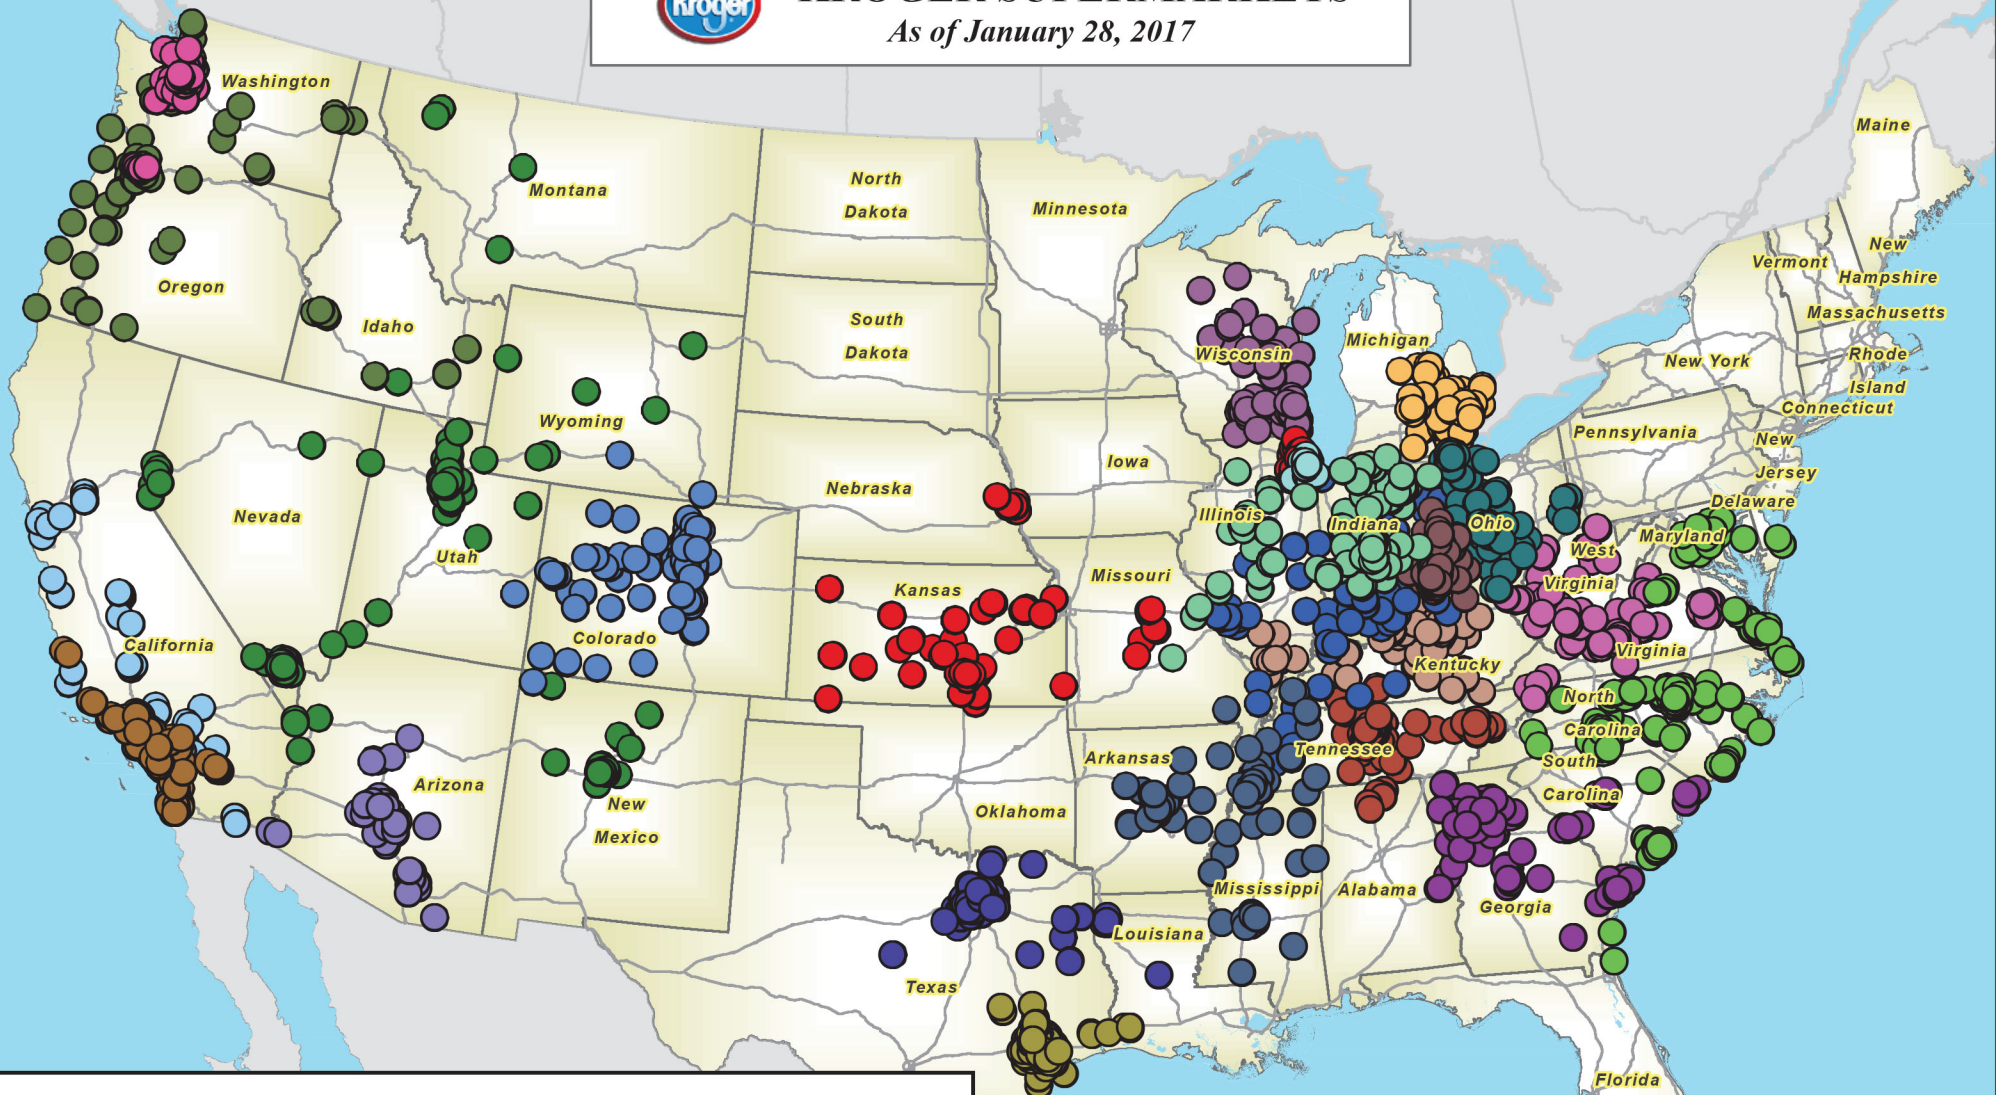 Kroger
KROGER SUPERMARKETS
As of January 28, 2017
Washington
Montana
North
Dakota
Minnesota
Maine
Oregon
Idaho
South
Dakota
Wisconsin
Michigan
Vermont
New
Hampshire
Massachusetts
New York
Rhode
Island
Connecticut
Wyoming
Nebraska
Iowa
Pennsylvania
New
Jersey
Delaware
Maryland
Nevada
Utah
Colorado
Kansas
Missouri
Illinois
Indiana
Ohio
West
Virginia
Virginia
Kentucky
California
Arizona
New
Mexico
Oklahoma
Arkansas
Tennessee
North
Carolina
South
Carolina
Texas
Louisiana
Mississippi
Alabama
Georgia
Florida